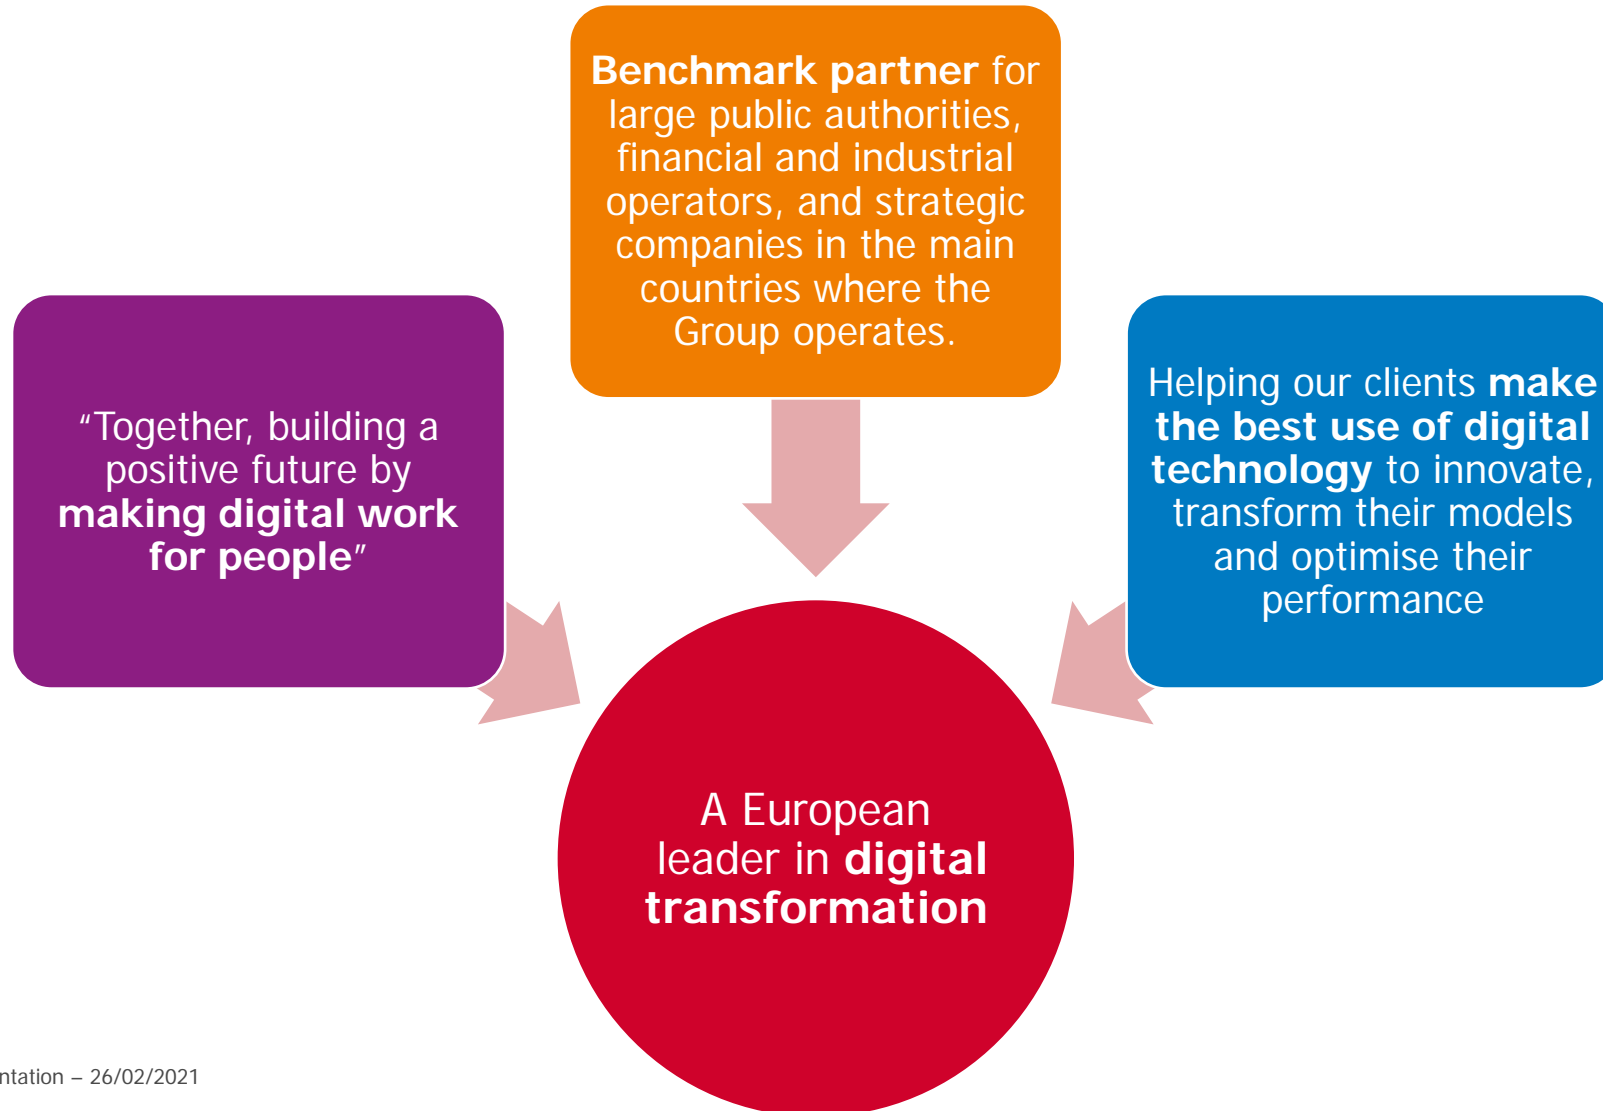 Benchmark partner for
large public authorities,
financial and industrial
operators, and strategic
companies in the main
countries where the
Group operates.
“Together, building a
positive future by
making digital work
for people”
Helping our clients make
the best use of digital
technology to innovate,
transform their models
and optimise their
performance
A European
leader in digital
transformation
ntation – 26/02/2021